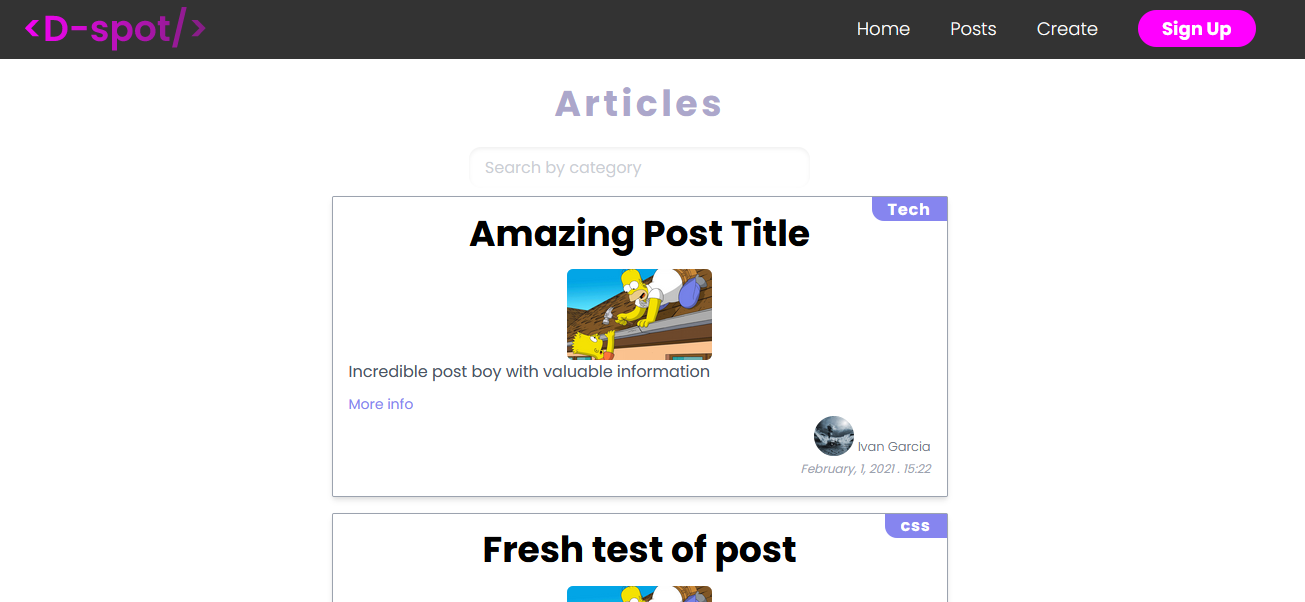 <D-spot/>
Home Posts Create Sign Up
Articles
Search by category
Tech
Amazing Post Title
Incredible post boy with valuable information
More info
Ivan Garcia
February, 1, 2021 . 15:22
css
Fresh test of post